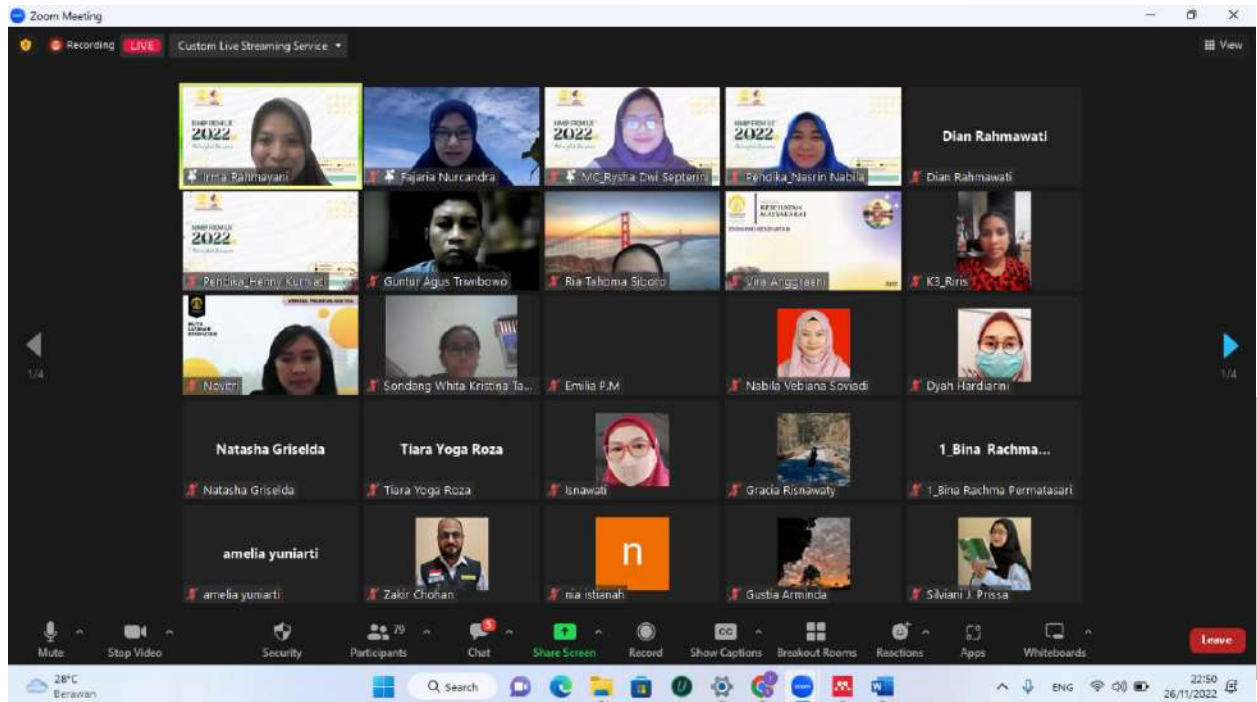 Zoom Meeting
Recording LIVE Custom Live Streaming Service
View
2022
Irma Rahmayani
Fajaria Nurcandra
2022
MC_Rysha Dwi Septerini
2022
Pendika_Nasrin Nabila
Dian Rahmawati
Dian Rahmawati
2022
Pendika_Henny Kurniati
Guntur Agus Triwibowo
Ria Tahoma Siboro
KESEHATAN
MASYARAKAT
Vira Anggraeni
K3_Riris
Novitri
Sondang Whita Kristina Ta...
Emilia P.M
Nabila Vebiana Soviadi
Dyah Hardiarini
1/4
1/4
Natasha Griselda
Natasha Griselda
Tiara Yoga Roza
Tiara Yoga Roza
Isnawati
Gracia Risnawaty
1_Bina Rachma...
1_Bina Rachma Permatasari
amelia yuniarti
amelia yuniarti
Zakir Chohan
n
nia istianah
Gustia Arminda
Silviani J. Prissa
Mute
Stop Video
Security
79
Participants
5
Chat
Share Screen
Record
CC
Show Captions
Breakout Rooms
Reactions
Apps
Whiteboards
Leave
28°C
Berawan
Search
ENG
22:50
26/11/2022